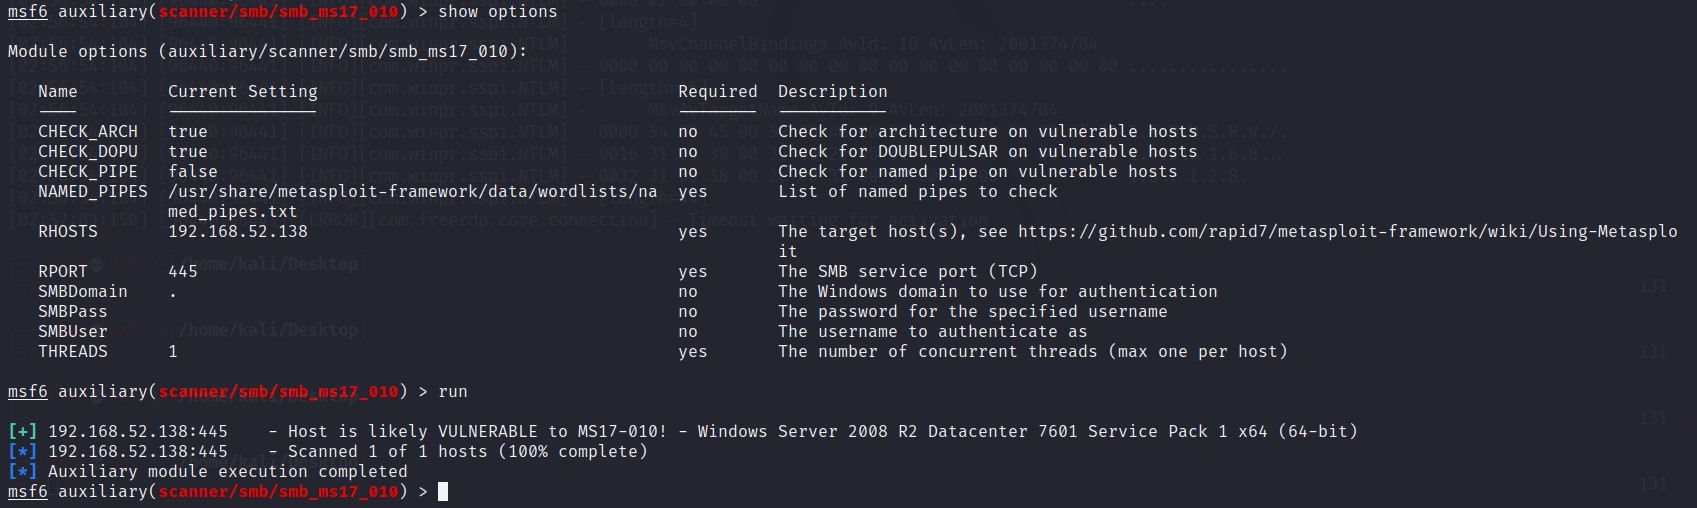 msf6 auxiliary(scanner/smb/smb_ms17_010) > show options
Module options (auxiliary/scanner/smb/smb_ms17_010):
Name Current Setting Required Description
CHECK_ARCH true no Check for architecture on vulnerable hosts
CHECK_DOPU true no Check for DOUBLEPULSAR on vulnerable hosts
CHECK_PIPE false no Check for named pipe on vulnerable hosts
NAMED_PIPES /usr/share/metasploit-framework/data/wordlists/na yes List of named pipes to check
med_pipes.txt
RHOSTS 192.168.52.138 yes The target host(s), see https://github.com/rapid7/metasploit-framework/wiki/Using-Metasplo
it
RPORT 445 yes The SMB service port (TCP)
SMBDomain . no The Windows domain to use for authentication
SMBPass no The password for the specified username
SMBUser no The username to authenticate as
THREADS 1 yes The number of concurrent threads (max one per host)
msf6 auxiliary(scanner/smb/smb_ms17_010) > run
[+] 192.168.52.138:445 - Host is likely VULNERABLE to MS17-010! - Windows Server 2008 R2 Datacenter 7601 Service Pack 1 x64 (64-bit)
[*] 192.168.52.138:445 - Scanned 1 of 1 hosts (100% complete)
[*] Auxiliary module execution completed
msf6 auxiliary(scanner/smb/smb_ms17_010) >